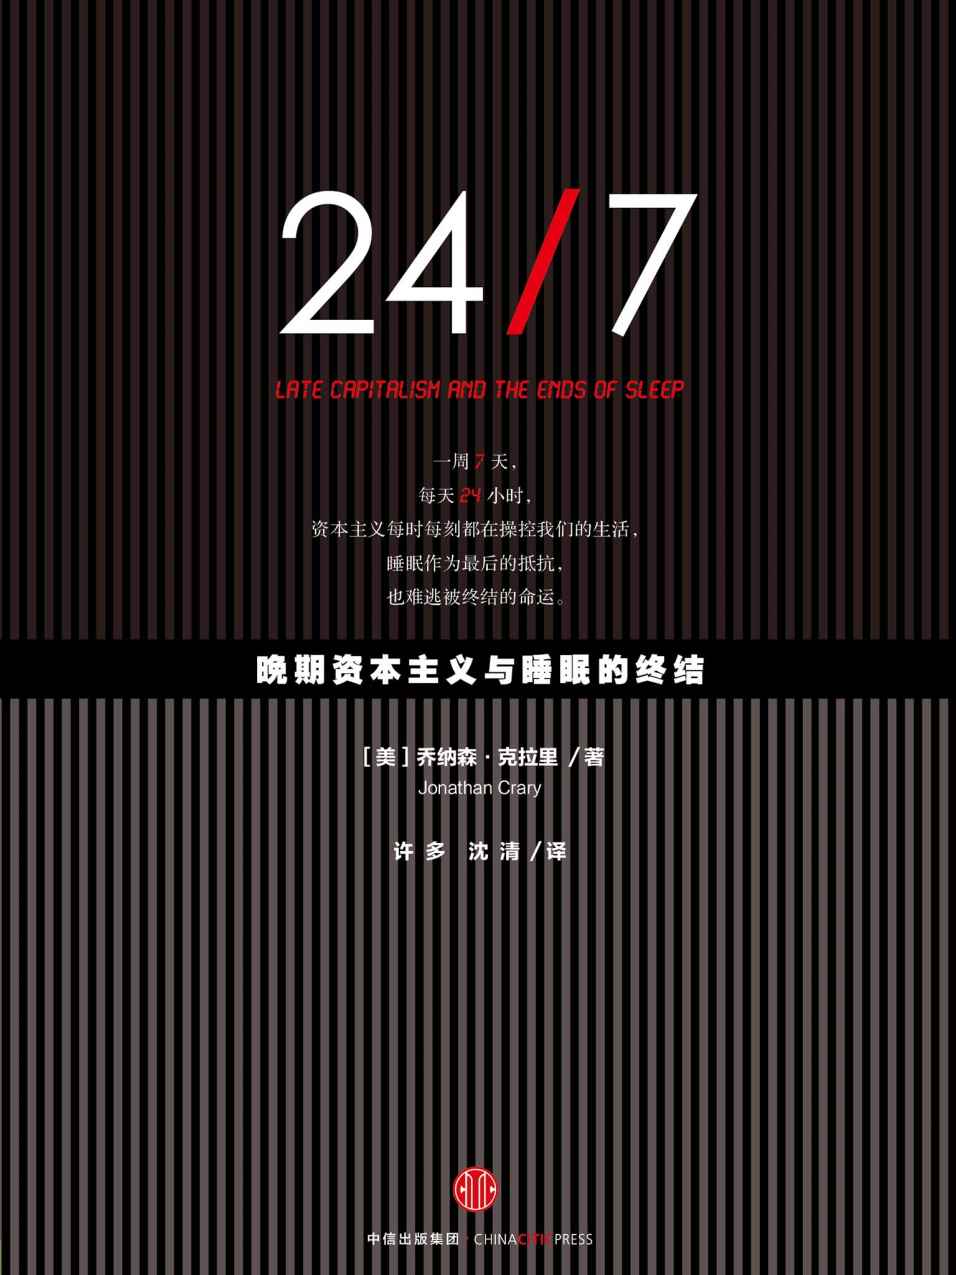 24/7
LATE CAPITALISM AND THE ENDS OF SLEEP
一周 7 天，
每天 24 小时，
资本主义每时每刻都在操控我们的生活，
睡眠作为最后的抵抗，
也难逃被终结的命运。
晚期资本主义与睡眠的终结
［美］乔纳森·克拉里 /著
Jonathan Crary
许多 沈清 /译
中信出版集团·CHINACITICPRESS